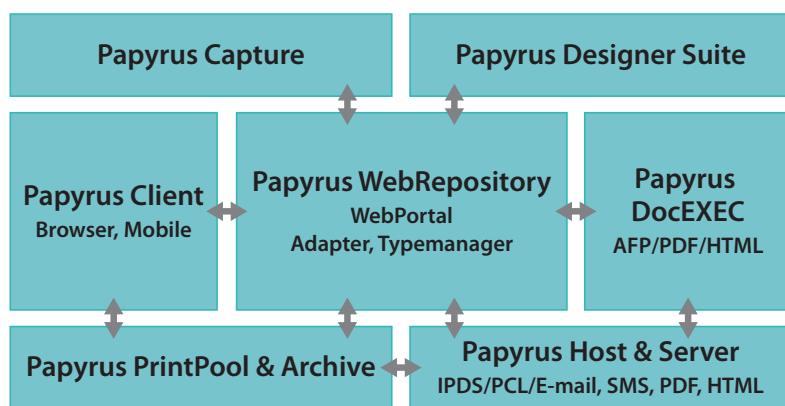 Papyrus Capture
Papyrus Designer Suite
Papyrus Client
Browser, Mobile
Papyrus WebRepository
WebPortal
Adapter, Typemanager
Papyrus
DocEXEC
AFP/PDF/HTML
Papyrus PrintPool & Archive
Papyrus Host & Server
IPDS/PCL/E-mail, SMS, PDF, HTML